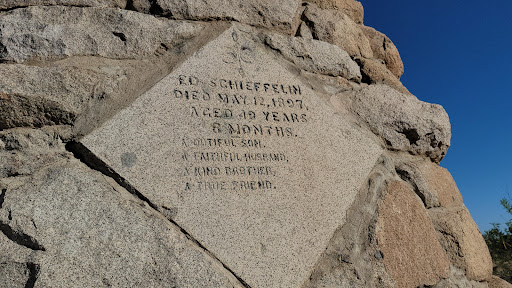 ED SCHIEFFELIN
DIED MAY 12, 1897,
AGED 49 YEARS
8 MONTHS.
A DUTIFUL SON,
A FAITHFUL HUSBAND,
A KIND BROTHER,
A TRUE FRIEND.